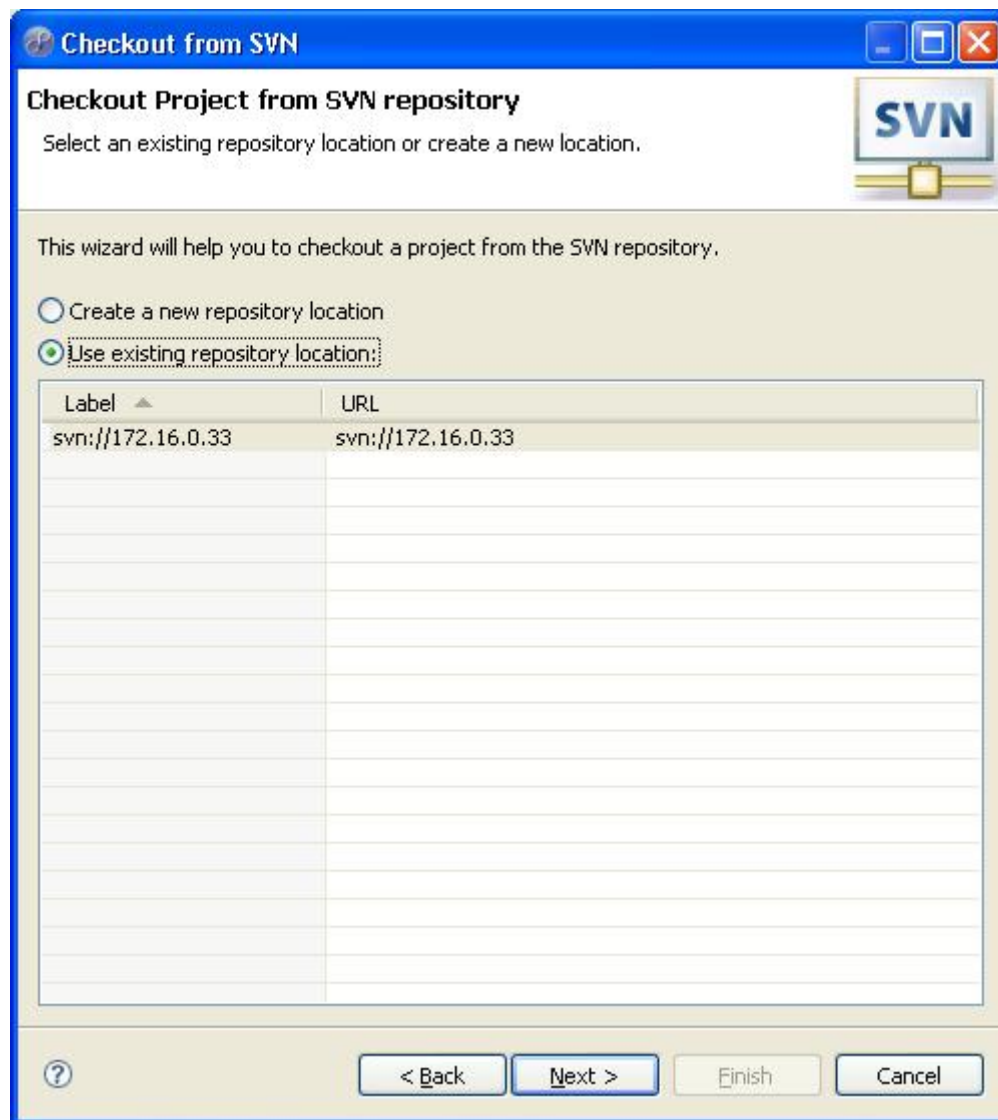 Checkout from SVN
Checkout Project from SVN repository
Select an existing repository location or create a new location.
SVN
This wizard will help you to checkout a project from the SVN repository.
Create a new repository location
Use existing repository location:
Label URL
svn://172.16.0.33 svn://172.16.0.33
? < Back Next > Finish Cancel